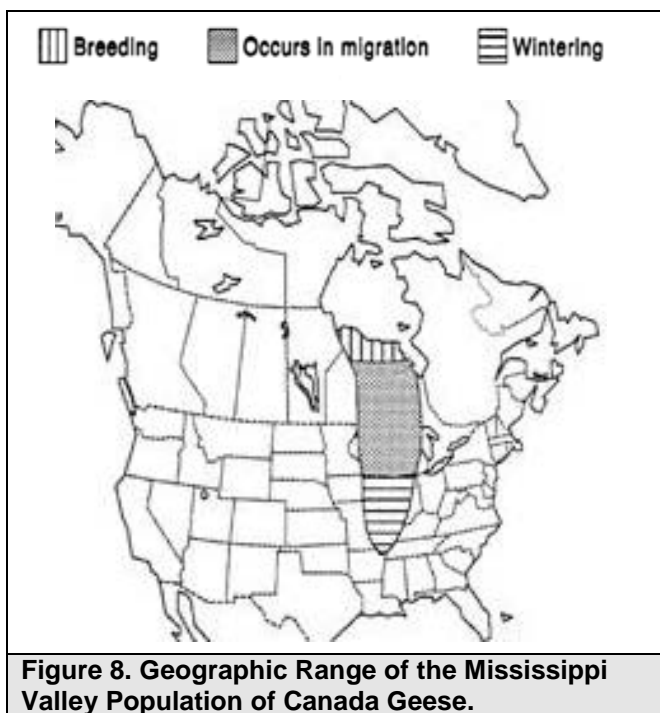 Breeding Occurs in migration Wintering
Figure 8. Geographic Range of the Mississippi
Valley Population of Canada Geese.